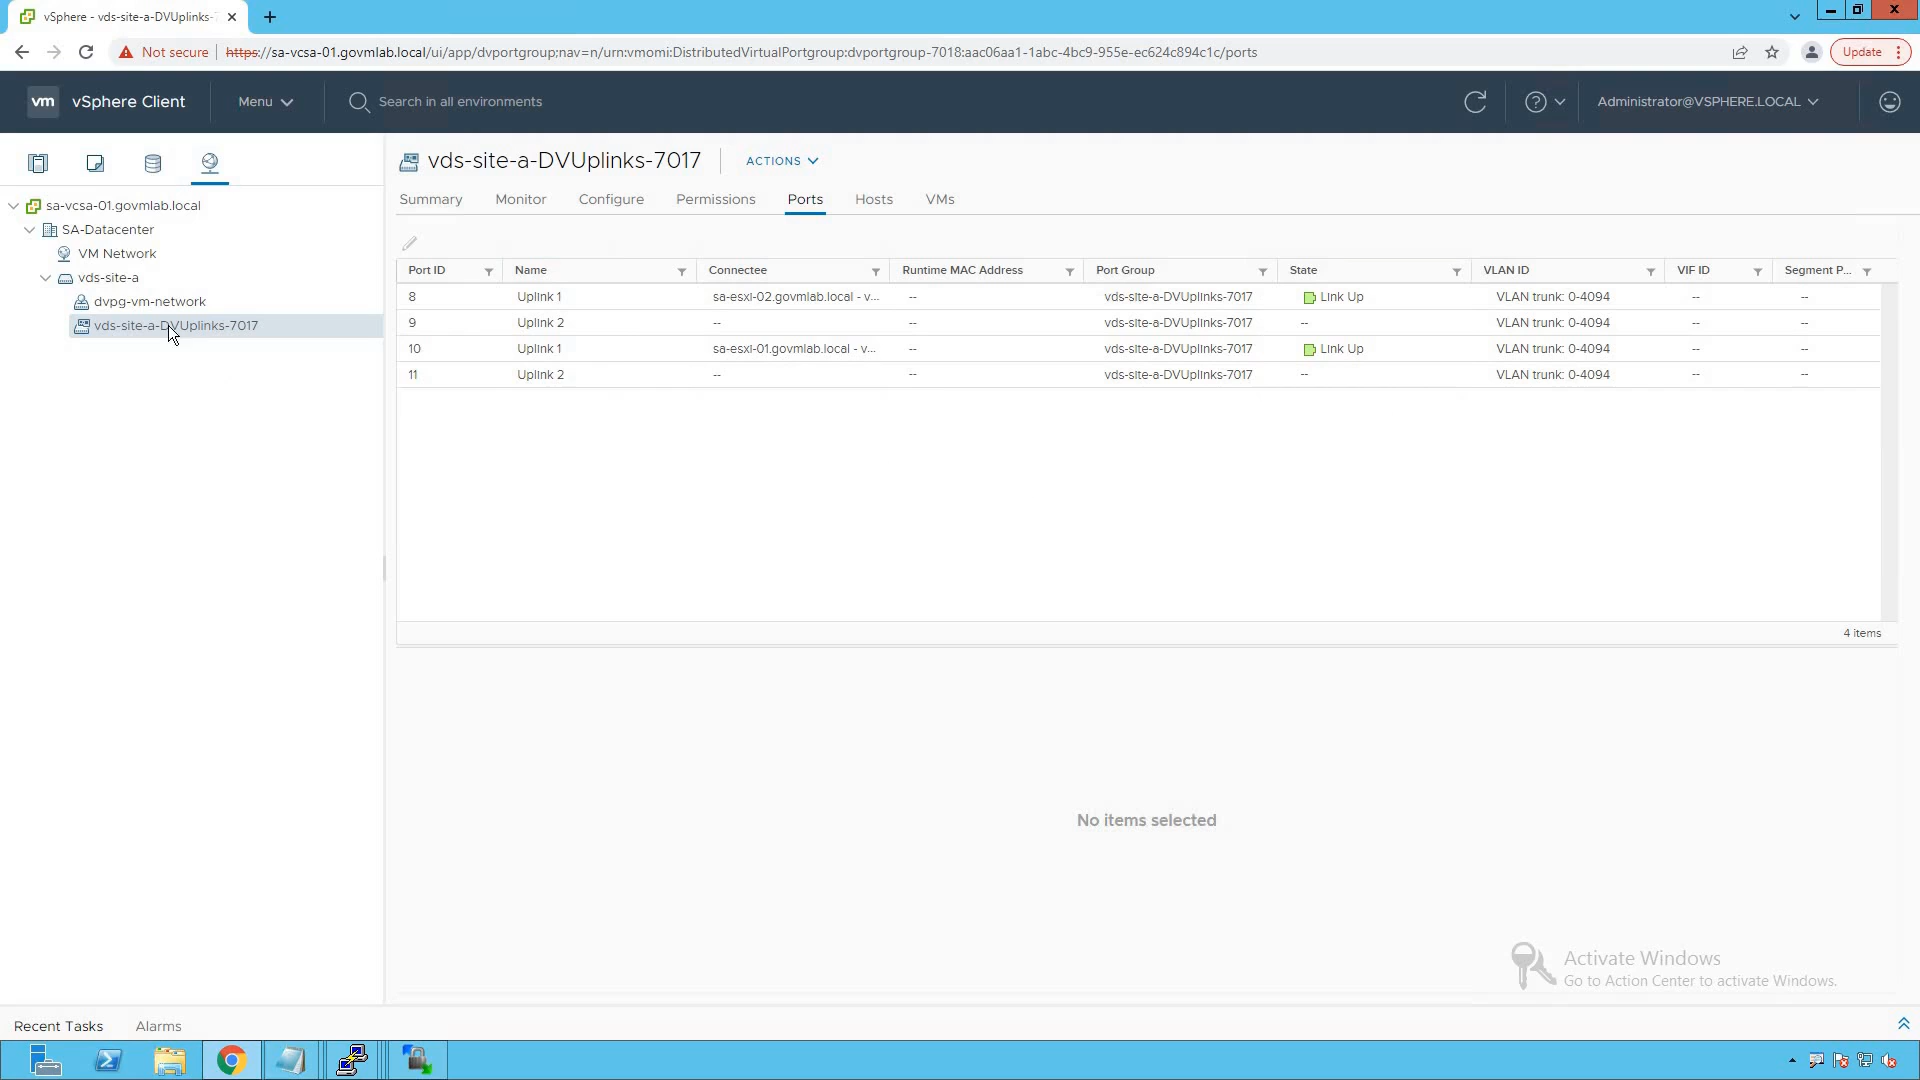 vSphere - vds-site-a-DVUplinks-7
Not secure https://sa-vcsa-01.govmlab.local/ui/app/dvportgroup;nav=n/urn:vmomi:DistributedVirtualPortgroup:dvportgroup-7018:aac06aa1-1abc-4bc9-955e-ec624c894c1c/ports Update
vm vSphere Client Menu Search in all environments Administrator@VSPHERE.LOCAL
sa-vcsa-01.govmlab.local
SA-Datacenter
VM Network
vds-site-a
dvpg-vm-network
vds-site-a-DVUplinks-7017
vds-site-a-DVUplinks-7017 ACTIONS
Summary Monitor Configure Permissions Ports Hosts VMs
Port ID Name Connectee Runtime MAC Address Port Group State VLAN ID VIF ID Segment P...
8 Uplink 1 sa-esxi-02.govmlab.local - v... -- vds-site-a-DVUplinks-7017 Link Up VLAN trunk: 0-4094 -- --
9 Uplink 2 -- -- vds-site-a-DVUplinks-7017 -- VLAN trunk: 0-4094 -- --
10 Uplink 1 sa-esxi-01.govmlab.local - v... -- vds-site-a-DVUplinks-7017 Link Up VLAN trunk: 0-4094 -- --
11 Uplink 2 -- -- vds-site-a-DVUplinks-7017 -- VLAN trunk: 0-4094 -- --
4 items
No items selected
Activate Windows
Go to Action Center to activate Windows.
Recent Tasks Alarms